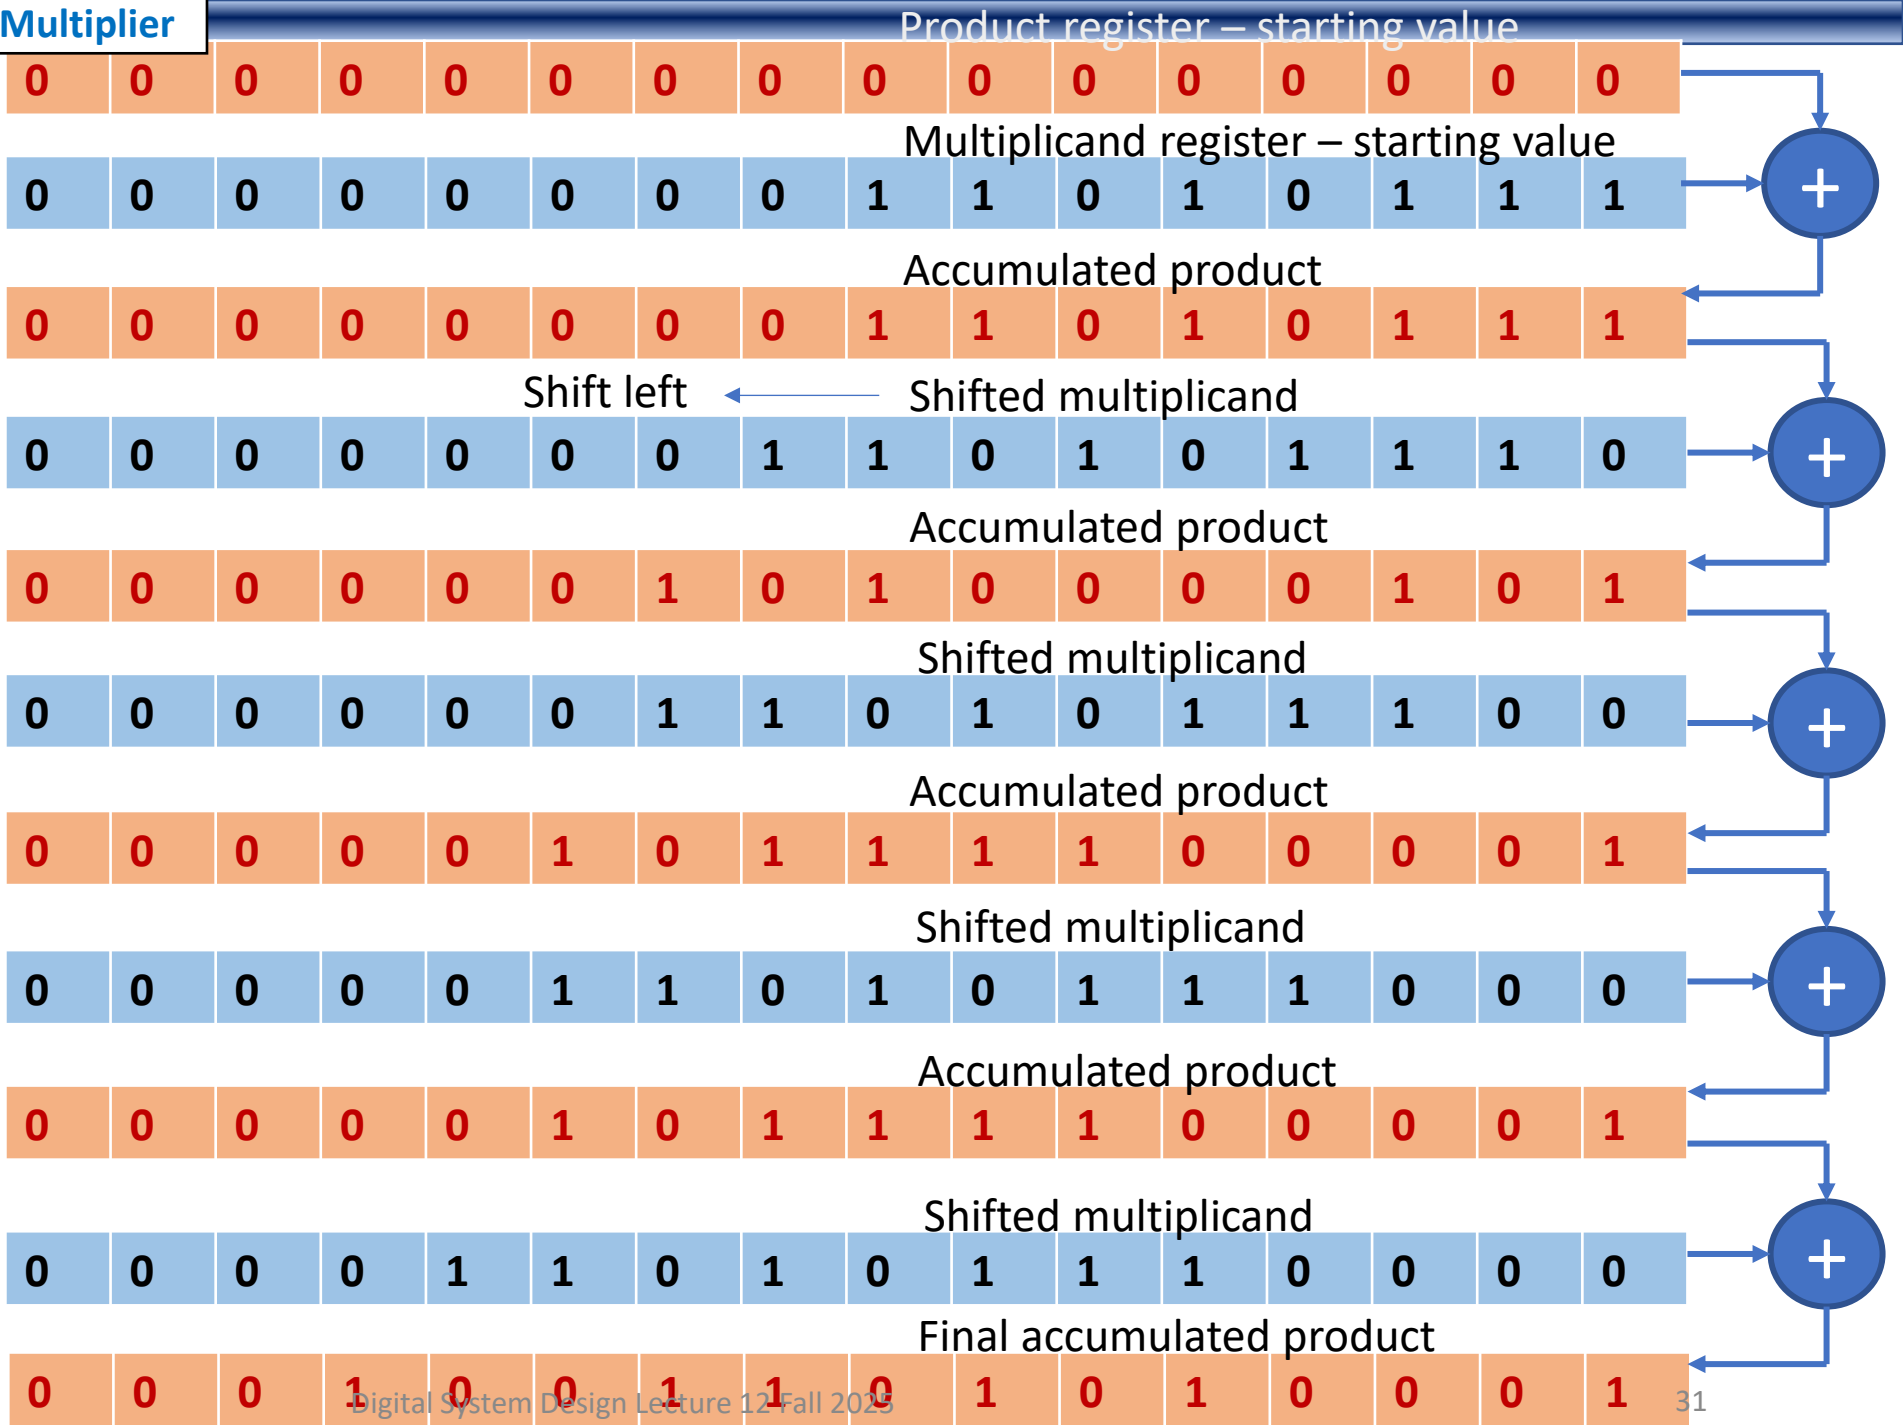 Multiplier
Product register – starting value
0 0 0 0 0 0 0 0 0 0 0 0 0 0 0 0
+
Multiplicand register – starting value
0 0 0 0 0 0 0 0 1 1 0 1 0 1 1 1
Accumulated product
0 0 0 0 0 0 0 0 1 1 0 1 0 1 1 1
Shift left Shifted multiplicand
+
0 0 0 0 0 0 0 1 1 0 1 0 1 1 1 0
Accumulated product
0 0 0 0 0 0 1 0 1 0 0 0 0 1 0 1
Shifted multiplicand
+
0 0 0 0 0 0 1 1 0 1 0 1 1 1 0 0
Accumulated product
0 0 0 0 0 1 0 1 1 1 1 0 0 0 0 1
Shifted multiplicand
+
0 0 0 0 0 1 1 0 1 0 1 1 1 0 0 0
Accumulated product
0 0 0 0 0 1 0 1 1 1 1 0 0 0 0 1
Shifted multiplicand
+
0 0 0 0 1 1 0 1 0 1 1 1 0 0 0 0
Final accumulated product
0 0 0 1 0 0 1 1 0 1 0 1 0 0 0 1
Digital System Design Lecture 12 Fall 2025
31